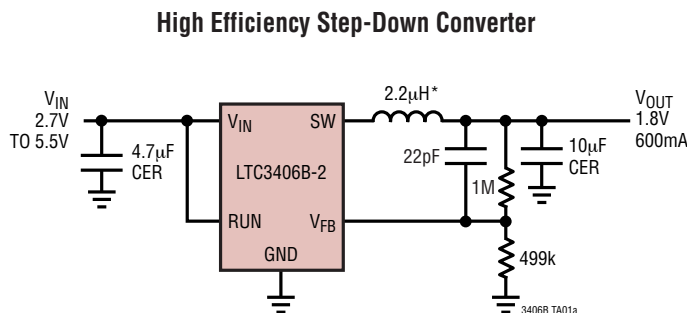 High Efficiency Step-Down Converter
VIN
2.7V
TO 5.5V
4.7μF
CER
VIN
SW
LTC3406B-2
RUN
VFB
GND
2.2μH*
22pF
1M
10μF
CER
VOUT
1.8V
600mA
499k
3406B TA01a